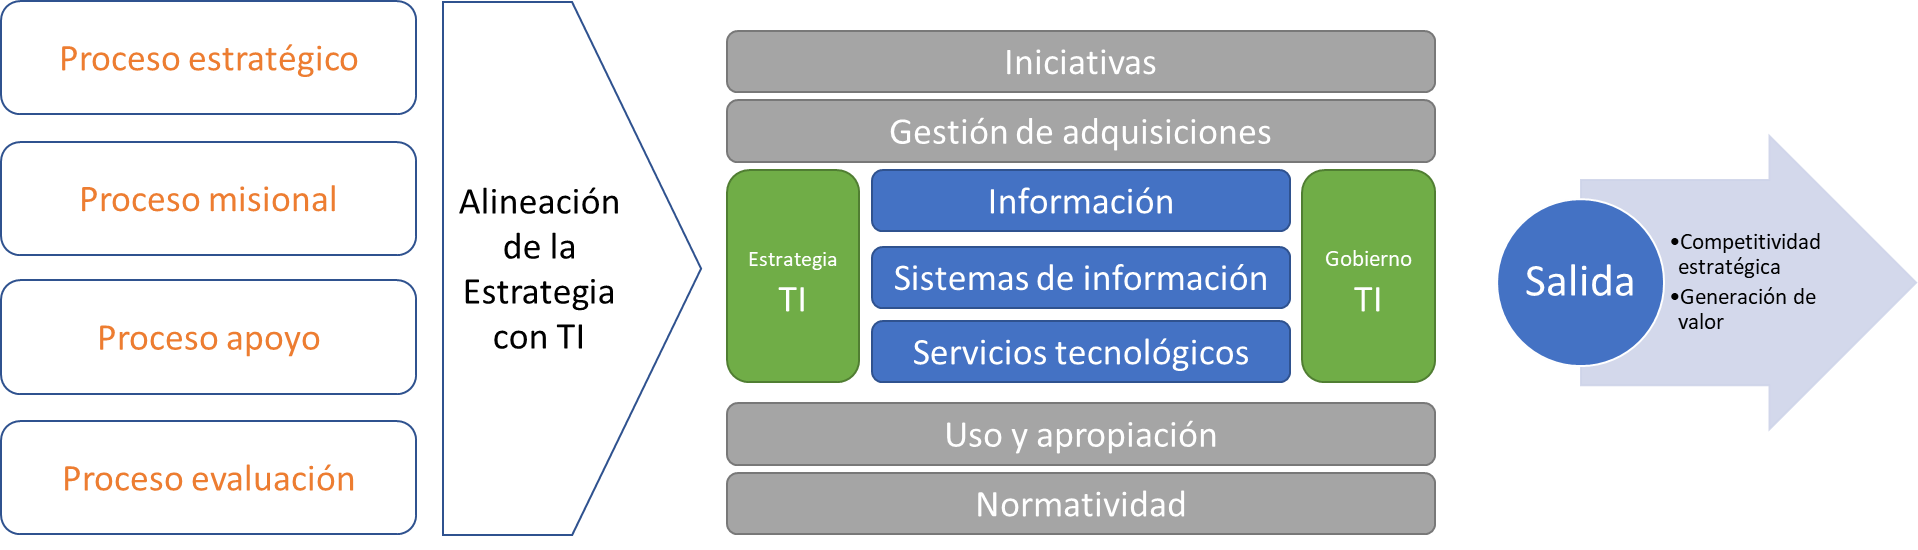 Proceso estratégico
Proceso misional
Proceso apoyo
Proceso evaluación
Alineación
de la
Estrategia
con TI
Iniciativas
Gestión de adquisiciones
Estrategia
TI
Información
Sistemas de información
Servicios tecnológicos
Gobierno
TI
Uso y apropiación
Normatividad
Salida
•Competitividad
estratégica
•Generación de
valor